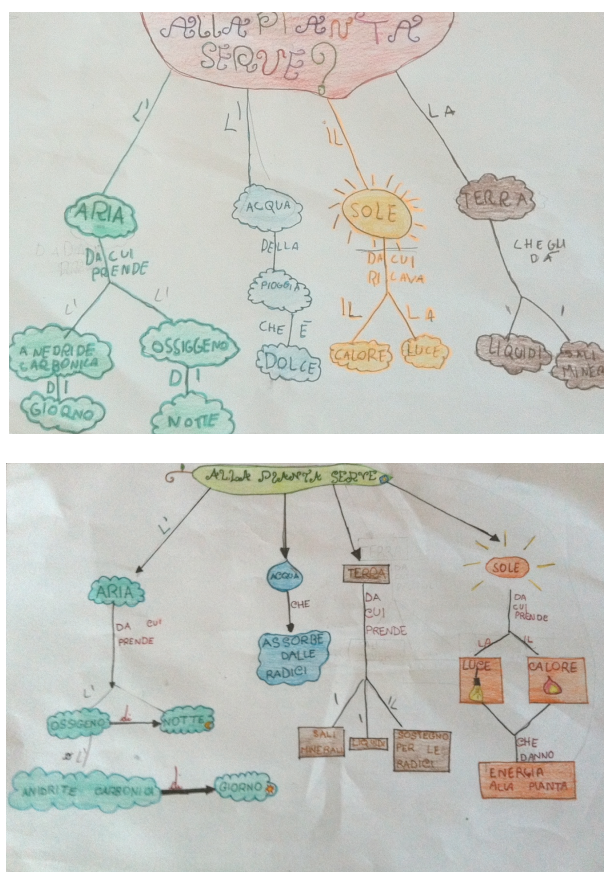 ALLA PIANTA
SERVE?
L'
L'
IL
LA
ARIA
ACQUA
SOLE
TERRA
DA CUI
PRENDE
DELLA
DA CUI
RICAVA
CHE GLI
DÀ
L'
L'
PIOGGIA
IL
LA
I
I
ANEDRIDE
CARBONICA
OSSIGGENO
CHE È
DOLCE
CALORE
LUCE
LIQUIDI
SALI
MINER
DI
GIORNO
DI
NOTTE
ALLA PIANTA SERVE
L'
ARIA
ACQUA
TERRA
SOLE
DA CUI
PRENDE
CHE
ASSORBE
DALLE
RADICI
DA
CUI
PRENDE
DA
CUI
PRENDE
LA
IL
LUCE
CALORE
L'
OSSIGENO
di
NOTTE
I
I
IL
SALI
MINERALI
LIQUIDI
SOSTEGNO
PER LE
RADICI
CHE
DANNO
ENERGIA
ALLA PIANTA
L'
ANIDRITE CARBONICA
di
GIORNO